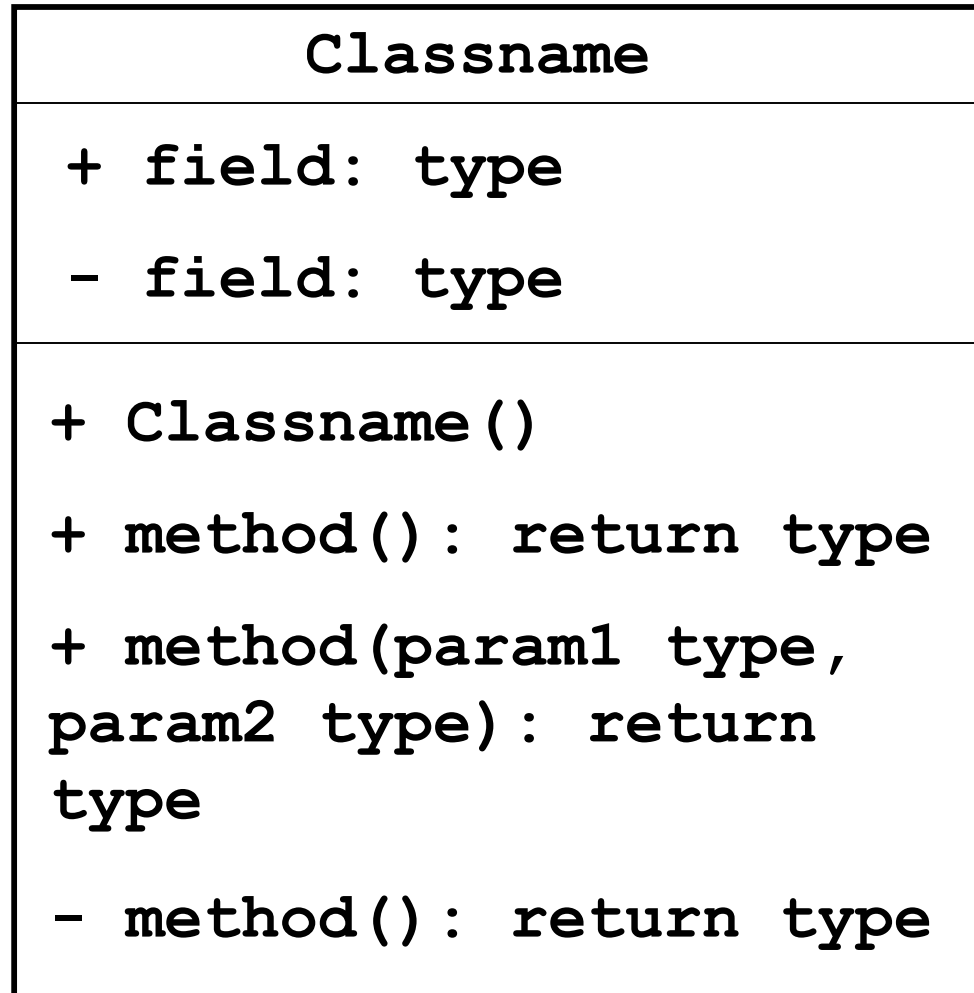 Classname
+ field: type
- field: type
+ Classname()
+ method(): return type
+ method(param1 type,
param2 type): return
type
- method(): return type